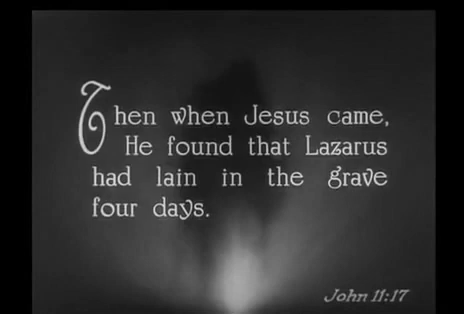 Then when Jesus came,
He found that Lazarus
had lain in the grave
four days.
John 11:17